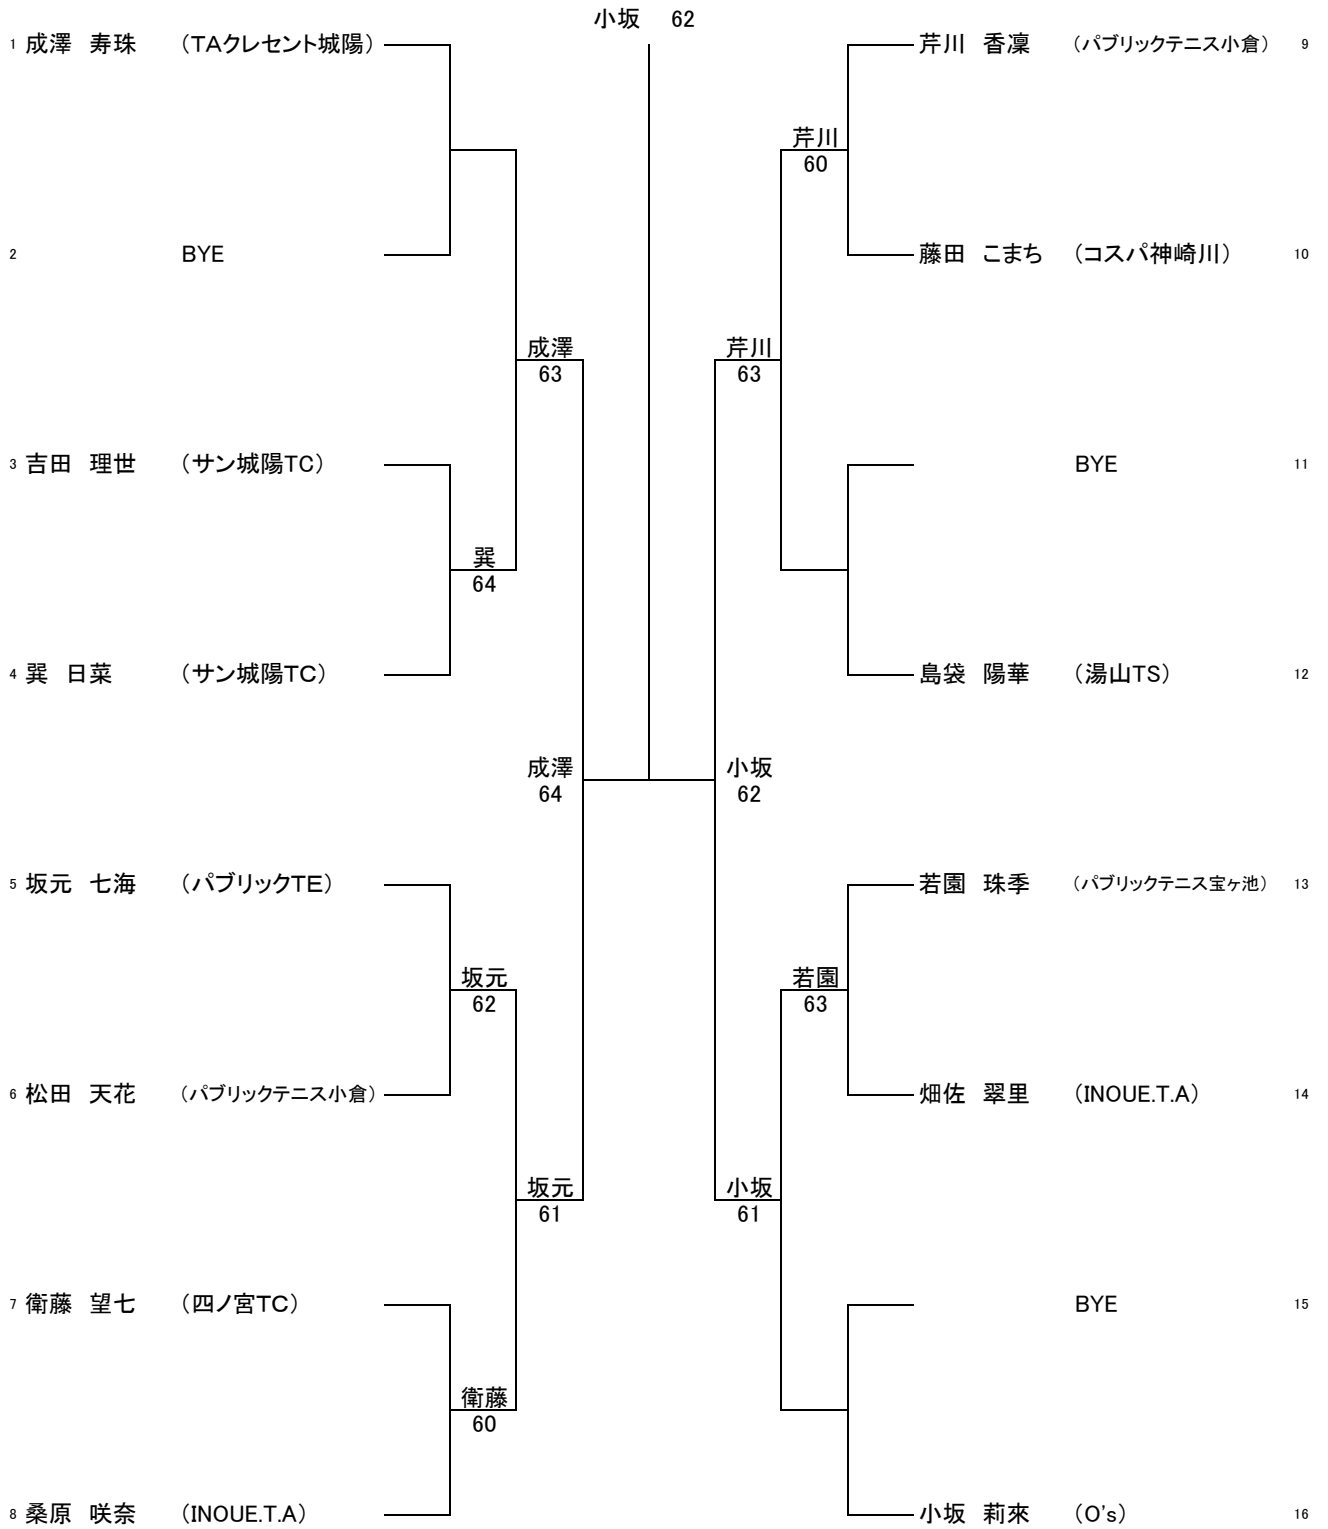 小坂 62
1 成澤 寿珠 (TAクレセント城陽)
芹川 香凜 (パブリックテニス小倉) 9
芹川
60
2 BYE
藤田 こまち (コスパ神崎川) 10
成澤
63
芹川
63
3 吉田 理世 (サン城陽TC)
BYE 11
巽
64
4 巽 日菜 (サン城陽TC)
島袋 陽華 (湯山TS) 12
成澤
64
小坂
62
5 坂元 七海 (パブリックTE)
若園 珠季 (パブリックテニス宝ヶ池) 13
坂元
62
若園
63
6 松田 天花 (パブリックテニス小倉)
畑佐 翠里 (INOUE.T.A) 14
坂元
61
小坂
61
7 衛藤 望七 (四ノ宮TC)
BYE 15
衛藤
60
8 桑原 咲奈 (INOUE.T.A)
小坂 莉來 (O's) 16